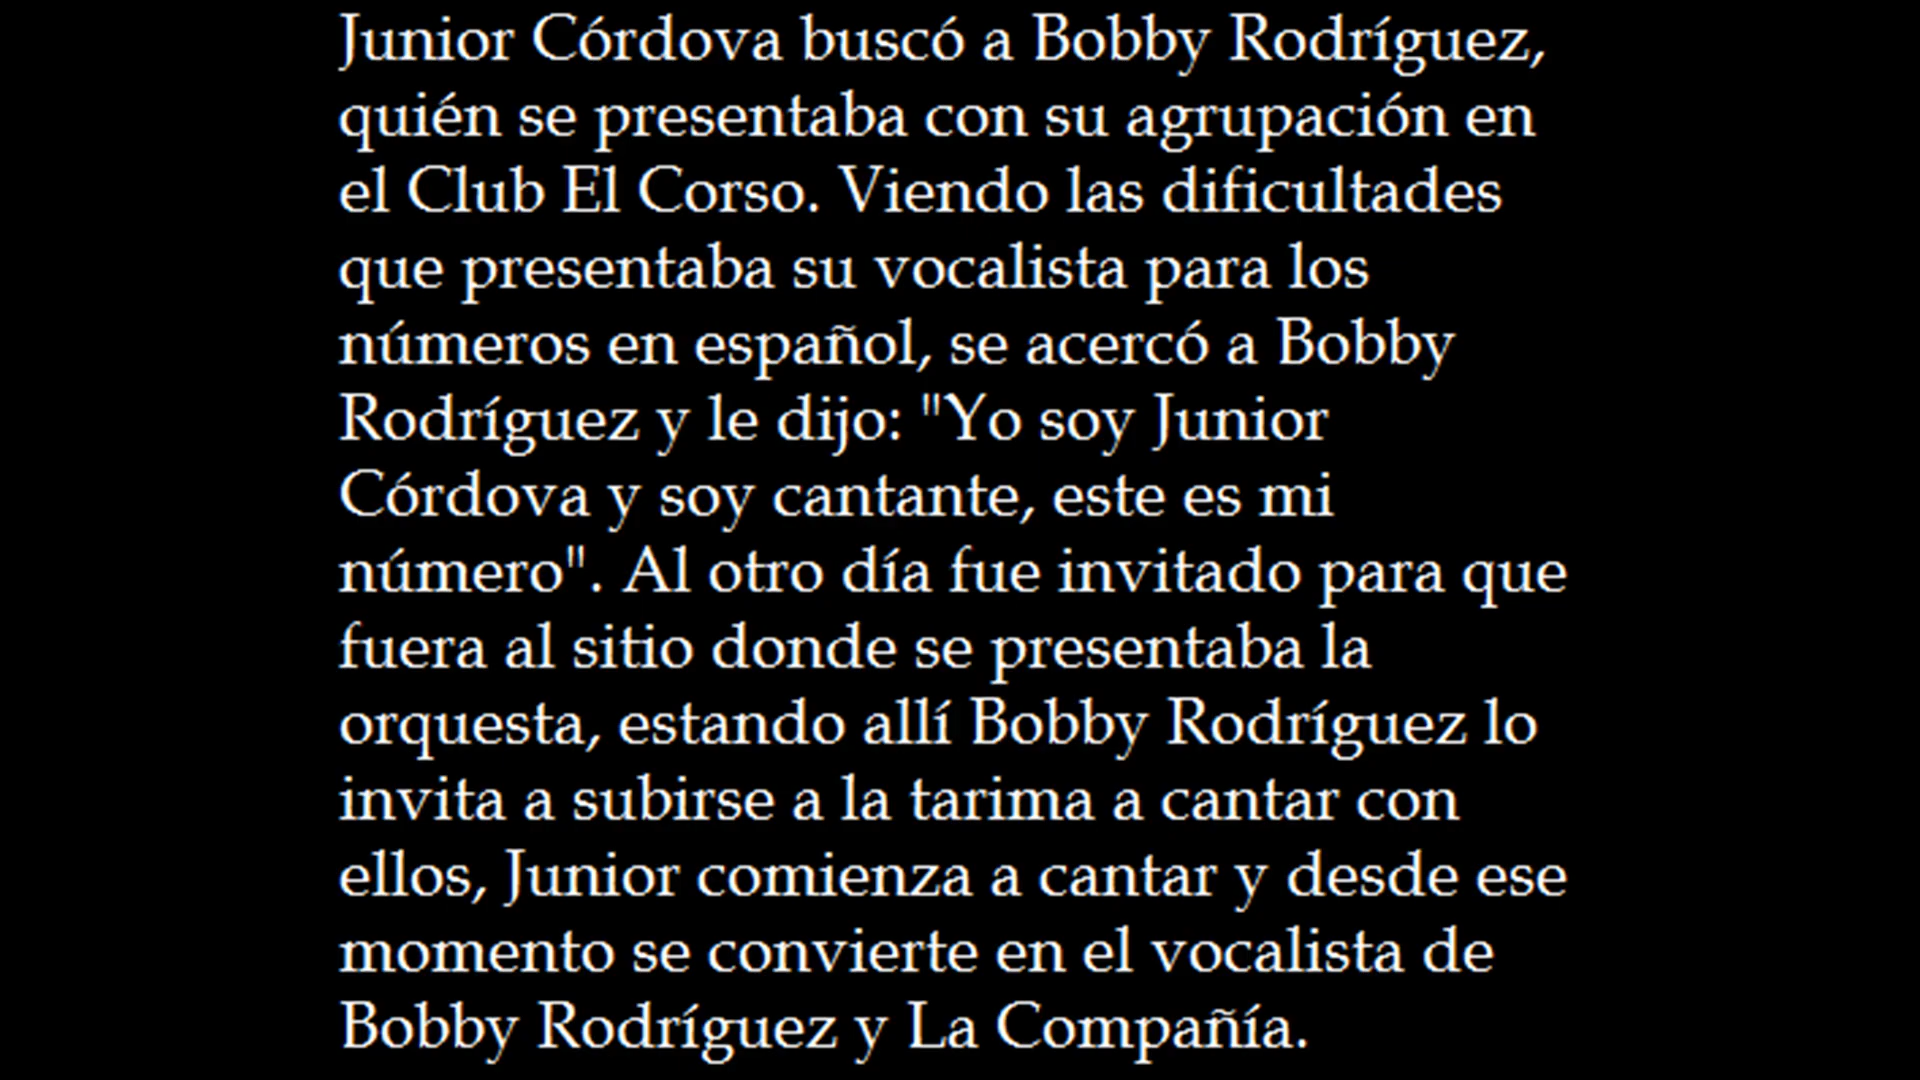 Junior Córdova buscó a Bobby Rodríguez,
quién se presentaba con su agrupación en
el Club El Corso. Viendo las dificultades
que presentaba su vocalista para los
números en español, se acercó a Bobby
Rodríguez y le dijo: "Yo soy Junior
Córdova y soy cantante, este es mi
número". Al otro día fue invitado para que
fuera al sitio donde se presentaba la
orquesta, estando allí Bobby Rodríguez lo
invita a subirse a la tarima a cantar con
ellos, Junior comienza a cantar y desde ese
momento se convierte en el vocalista de
Bobby Rodríguez y La Compañía.